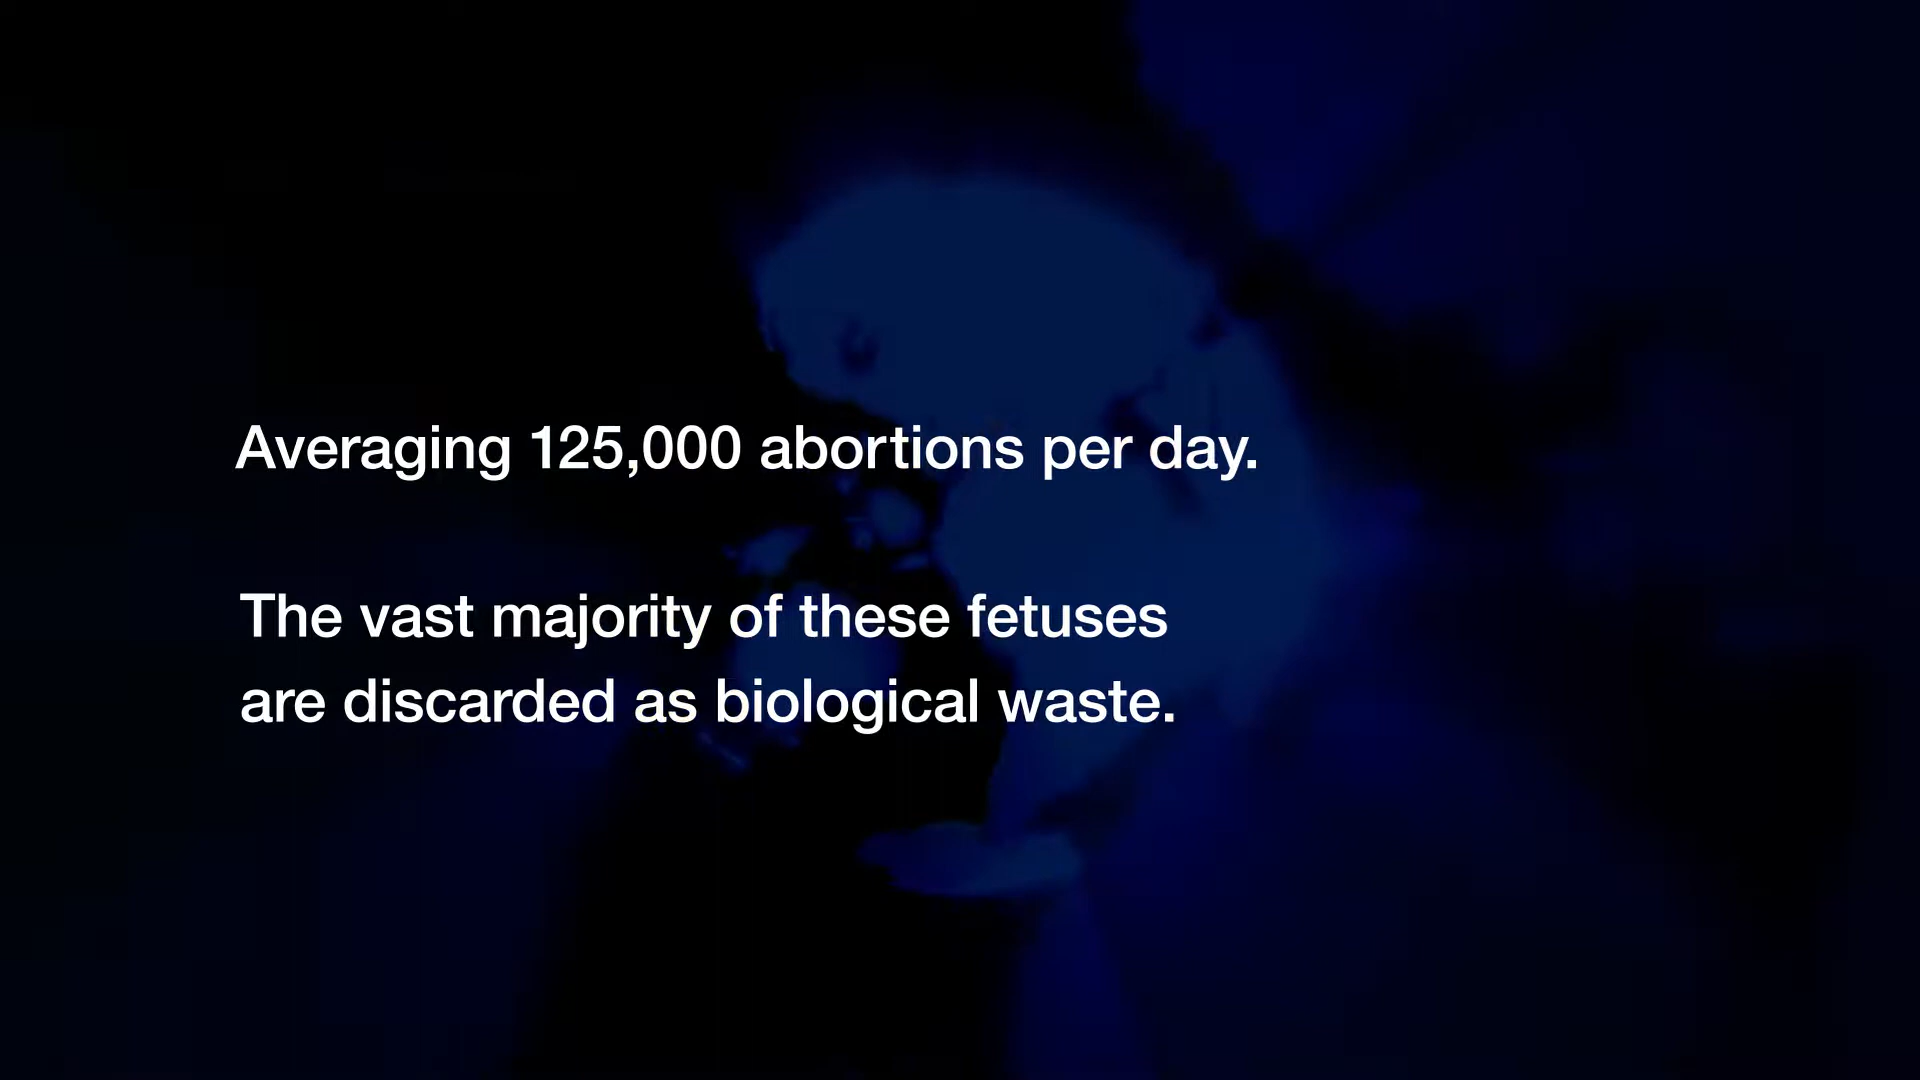 Averaging 125,000 abortions per day.
The vast majority of these fetuses
are discarded as biological waste.